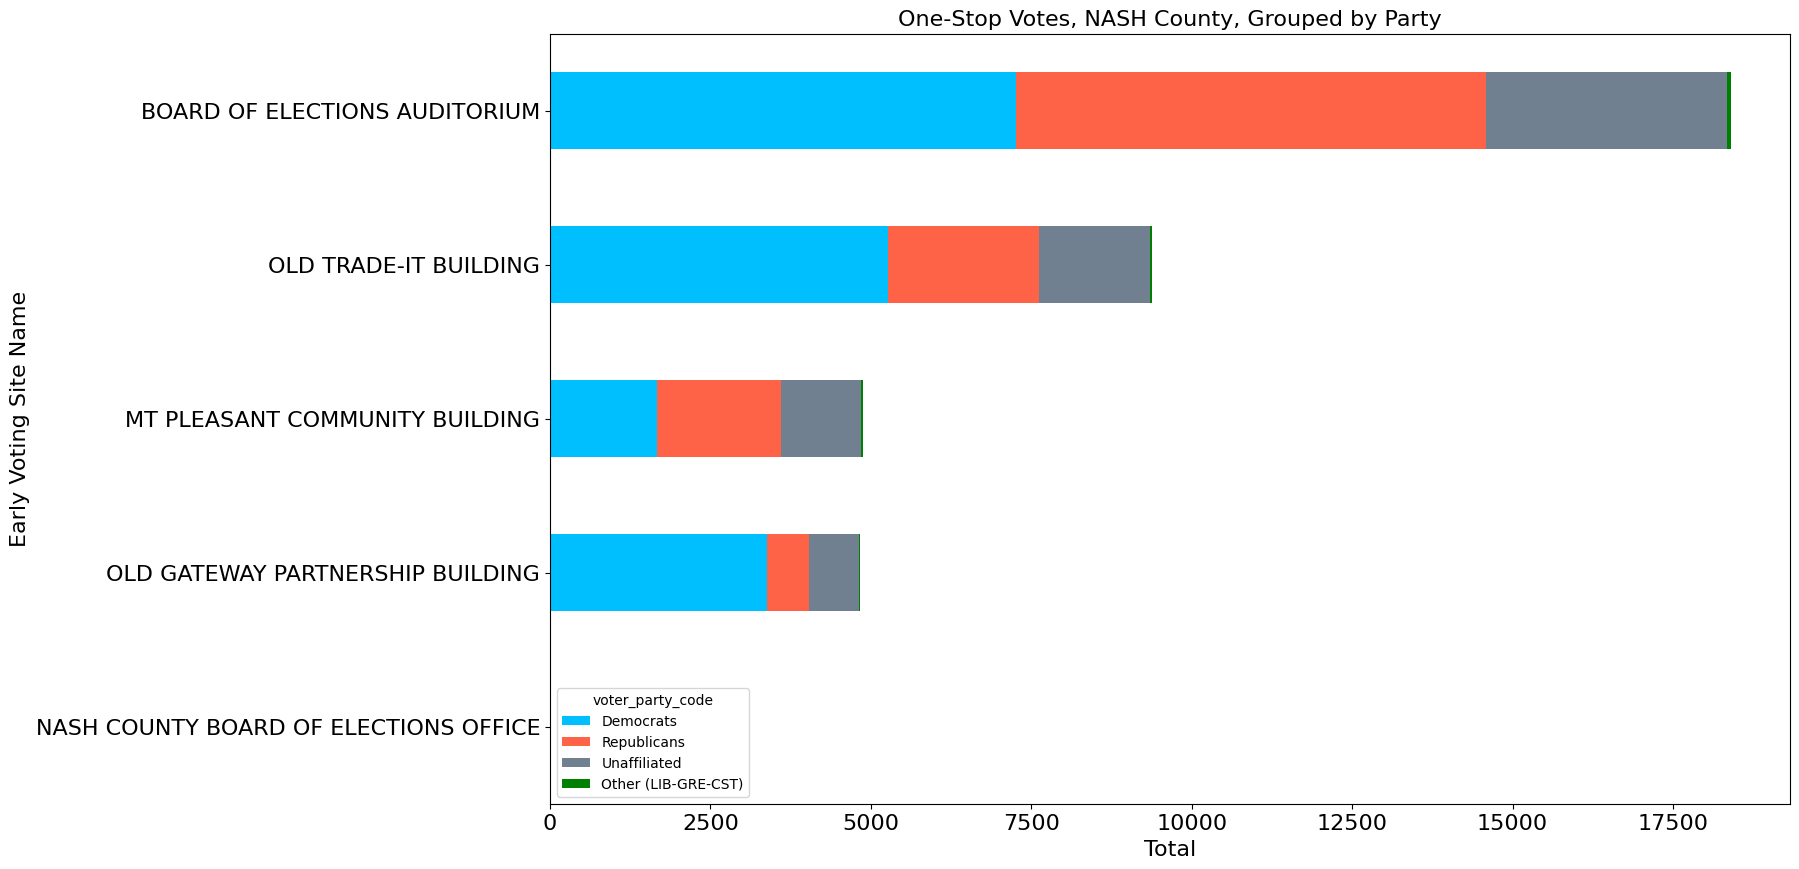 One-Stop Votes, NASH County, Grouped by Party
Early Voting Site Name
BOARD OF ELECTIONS AUDITORIUM
OLD TRADE-IT BUILDING
MT PLEASANT COMMUNITY BUILDING
OLD GATEWAY PARTNERSHIP BUILDING
NASH COUNTY BOARD OF ELECTIONS OFFICE
voter_party_code
Democrats
Republicans
Unaffiliated
Other (LIB-GRE-CST)
0 2500 5000 7500 10000 12500 15000 17500
Total